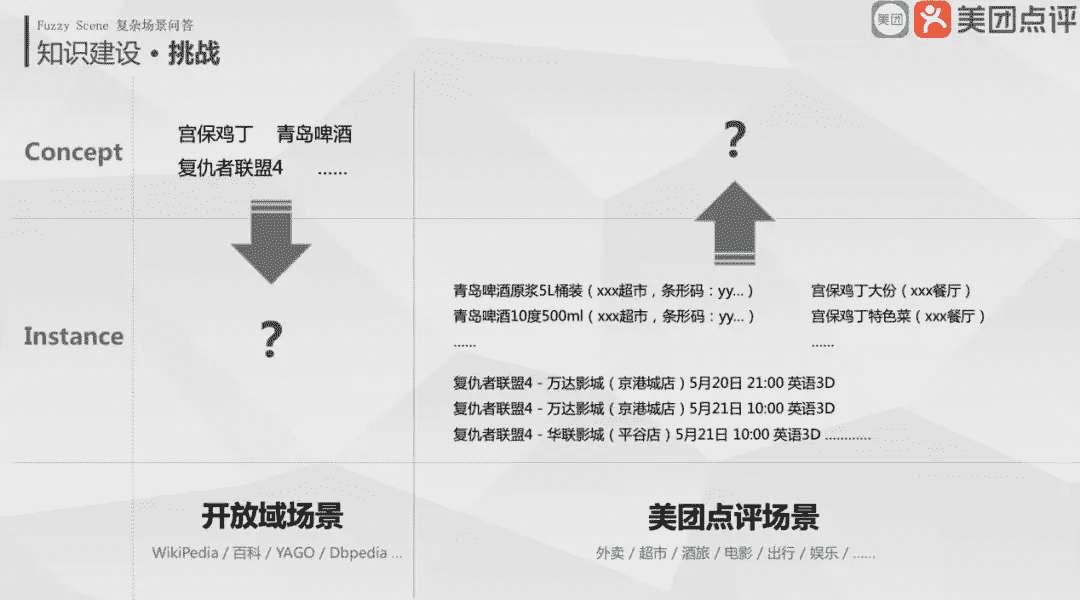 Fuzzy Scene 复杂场景问答
知识建设·挑战
美团
美团点评
Concept
宫保鸡丁 青岛啤酒
复仇者联盟4 ......
?
Instance
?
青岛啤酒原浆5L桶装（xxx超市，条形码：yy...）
青岛啤酒10度500ml（xxx超市，条形码：yy...）
......
宫保鸡丁大份（xxx餐厅）
宫保鸡丁特色菜（xxx餐厅）
......
复仇者联盟4 - 万达影城（京港城店）5月20日 21:00 英语3D
复仇者联盟4 - 万达影城（京港城店）5月21日 10:00 英语3D
复仇者联盟4 - 华联影城（平谷店）5月21日 10:00 英语3D ............
开放域场景
WikiPedia / 百科 / YAGO / Dbpedia ...
美团点评场景
外卖 / 超市 / 酒旅 / 电影 / 出行 / 娱乐 / ......